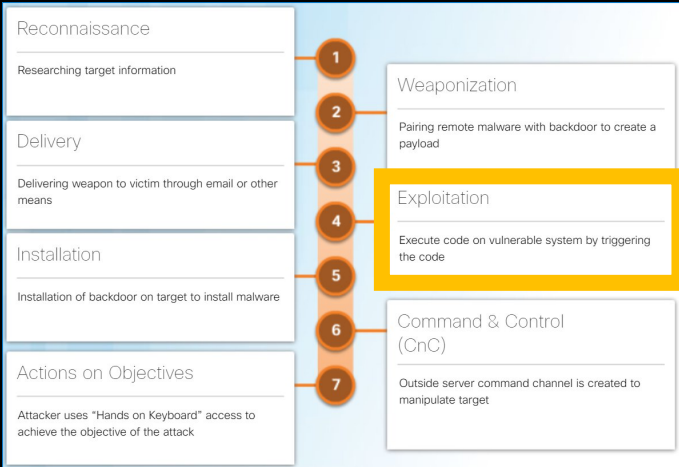 Reconnaissance
Researching target information
1
Weaponization
2
Pairing remote malware with backdoor to create a
payload
Delivery
3
Delivering weapon to victim through email or other
means
Exploitation
4
Execute code on vulnerable system by triggering
the code
Installation
5
Installation of backdoor on target to install malware
6
Command & Control
(CnC)
Outside server command channel is created to
manipulate target
Actions on Objectives
7
Attacker uses “Hands on Keyboard” access to
achieve the objective of the attack